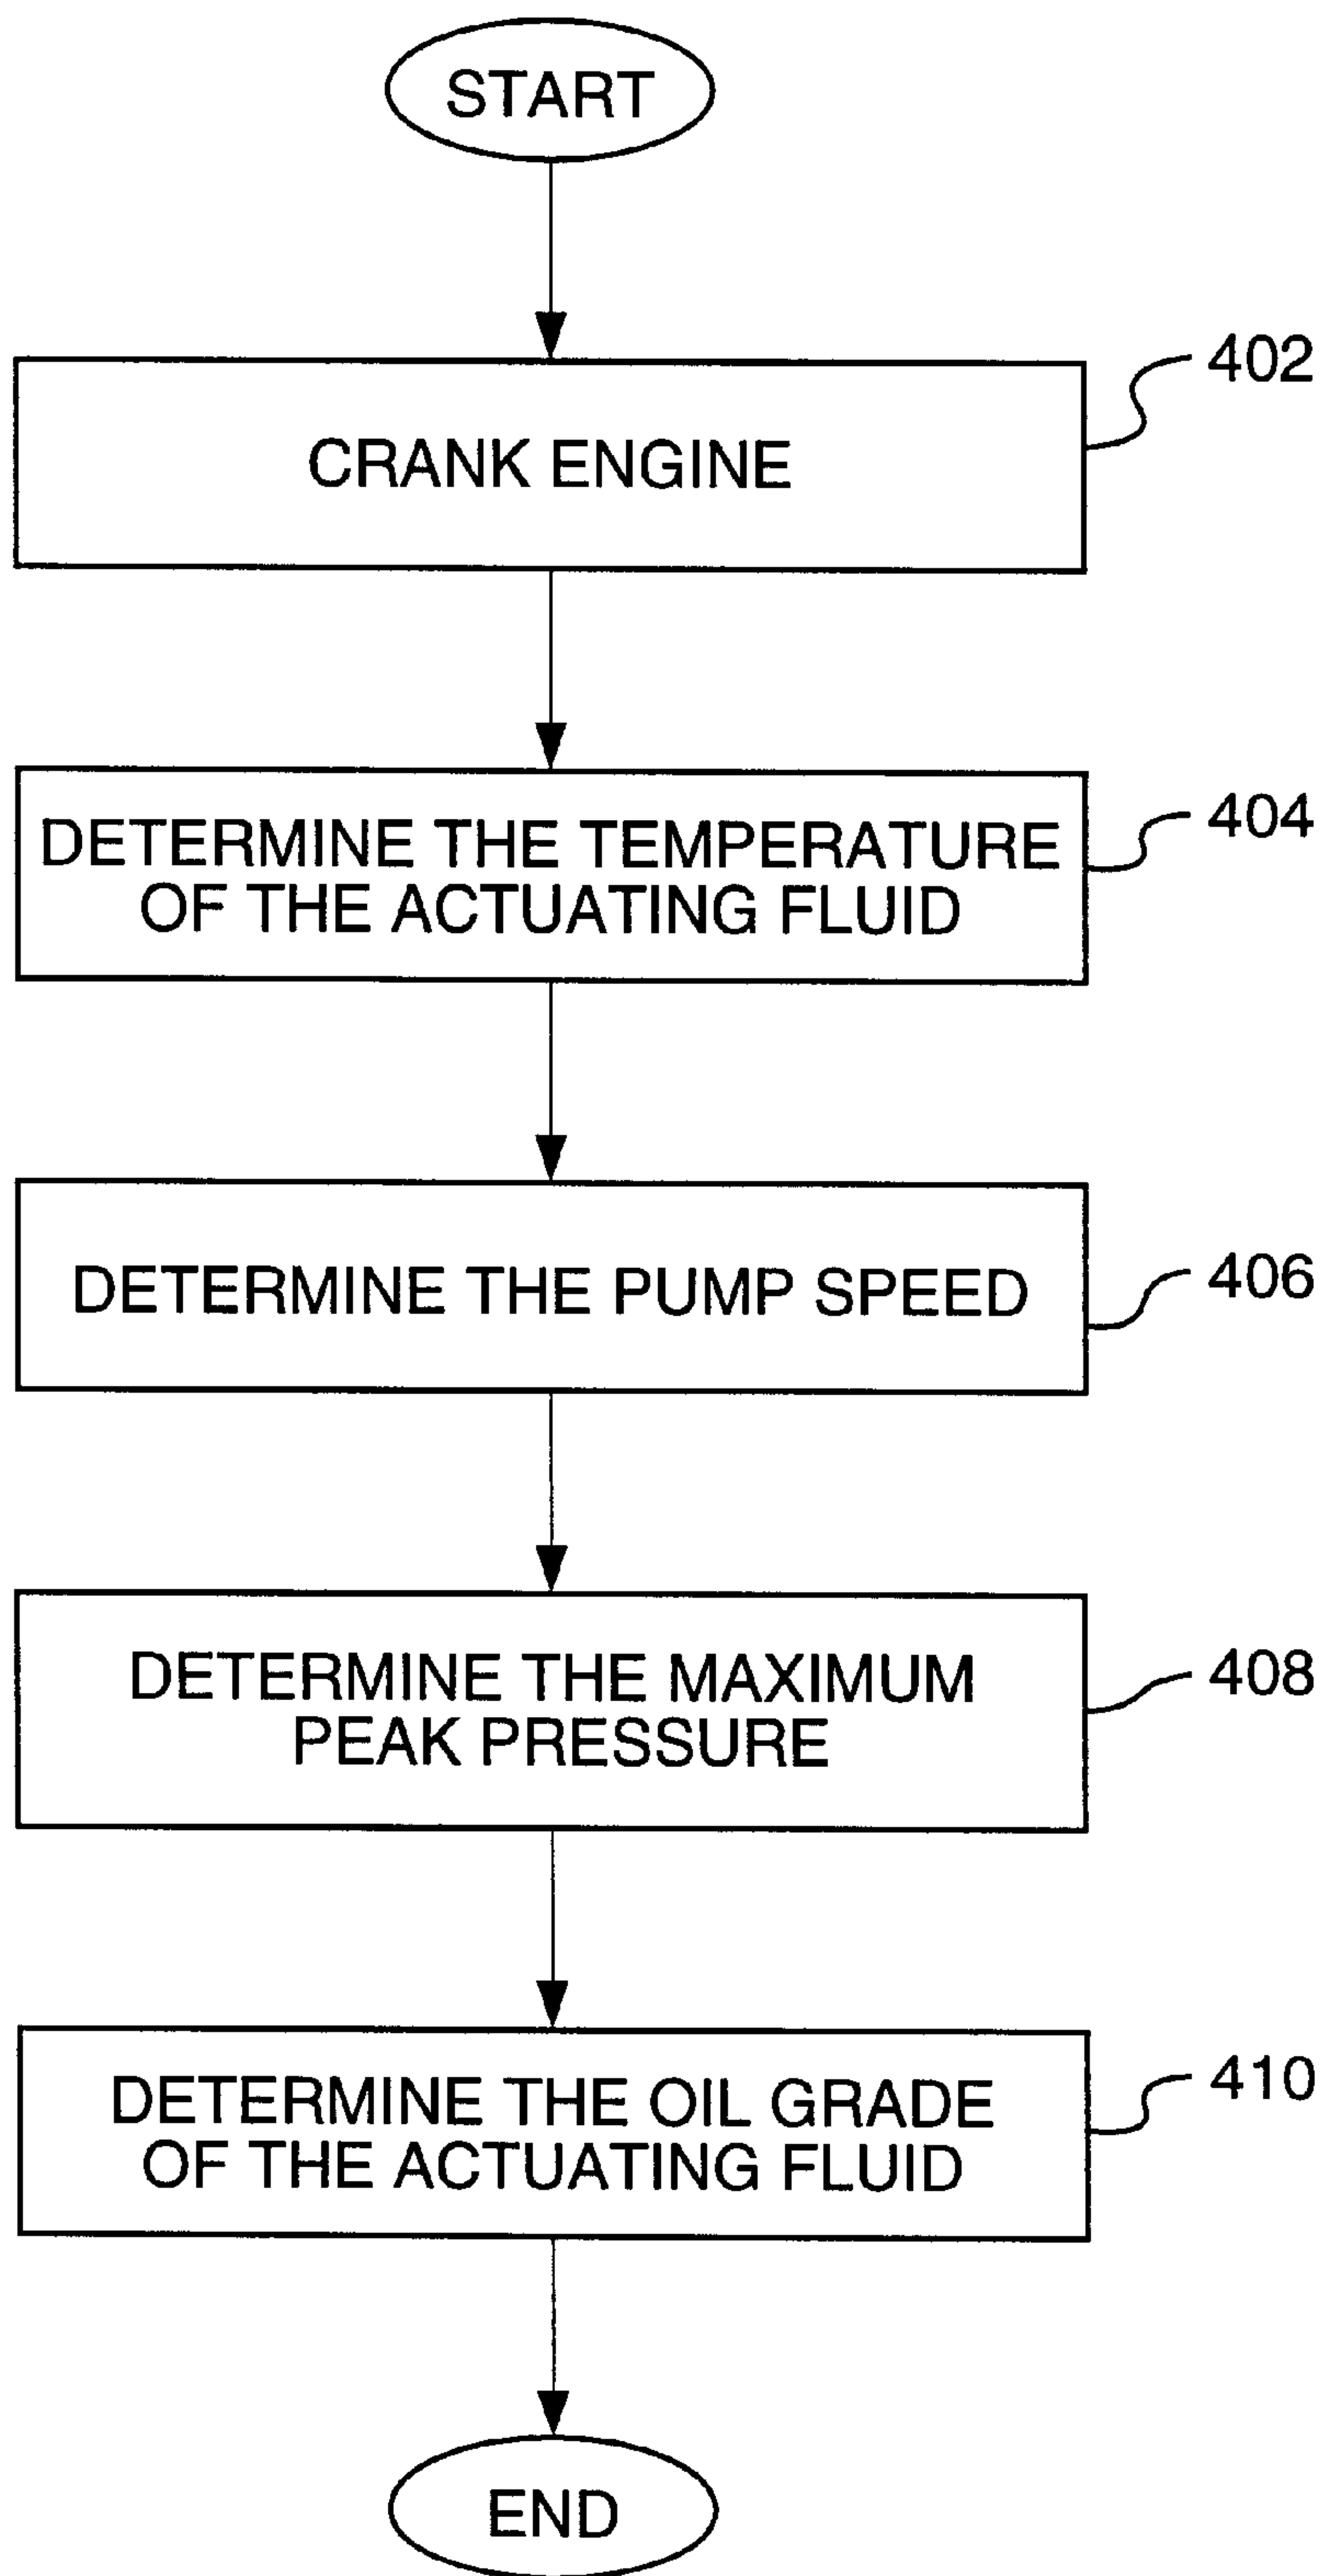 START
402
CRANK ENGINE
404
DETERMINE THE TEMPERATURE
OF THE ACTUATING FLUID
406
DETERMINE THE PUMP SPEED
408
DETERMINE THE MAXIMUM
PEAK PRESSURE
410
DETERMINE THE OIL GRADE
OF THE ACTUATING FLUID
END